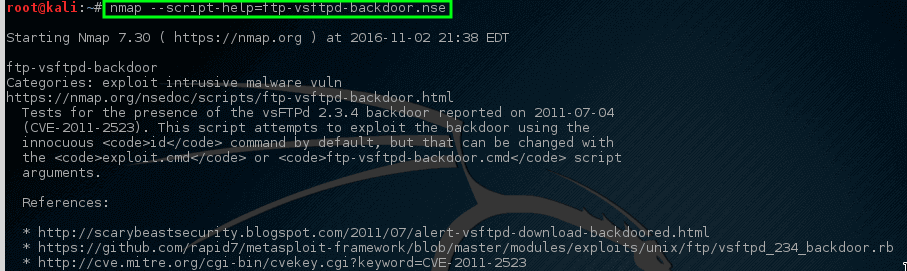 root@kali:~# nmap --script-help=ftp-vsftpd-backdoor.nse
Starting Nmap 7.30 ( https://nmap.org ) at 2016-11-02 21:38 EDT
ftp-vsftpd-backdoor
Categories: exploit intrusive malware vuln
https://nmap.org/nsedoc/scripts/ftp-vsftpd-backdoor.html
Tests for the presence of the vsFTPd 2.3.4 backdoor reported on 2011-07-04
(CVE-2011-2523). This script attempts to exploit the backdoor using the
innocuous <code>id</code> command by default, but that can be changed with
the <code>exploit.cmd</code> or <code>ftp-vsftpd-backdoor.cmd</code> script
arguments.
References:
* http://scarybeastsecurity.blogspot.com/2011/07/alert-vsftpd-download-backdoored.html
* https://github.com/rapid7/metasploit-framework/blob/master/modules/exploits/unix/ftp/vsftpd_234_backdoor.rb
* http://cve.mitre.org/cgi-bin/cvekey.cgi?keyword=CVE-2011-2523